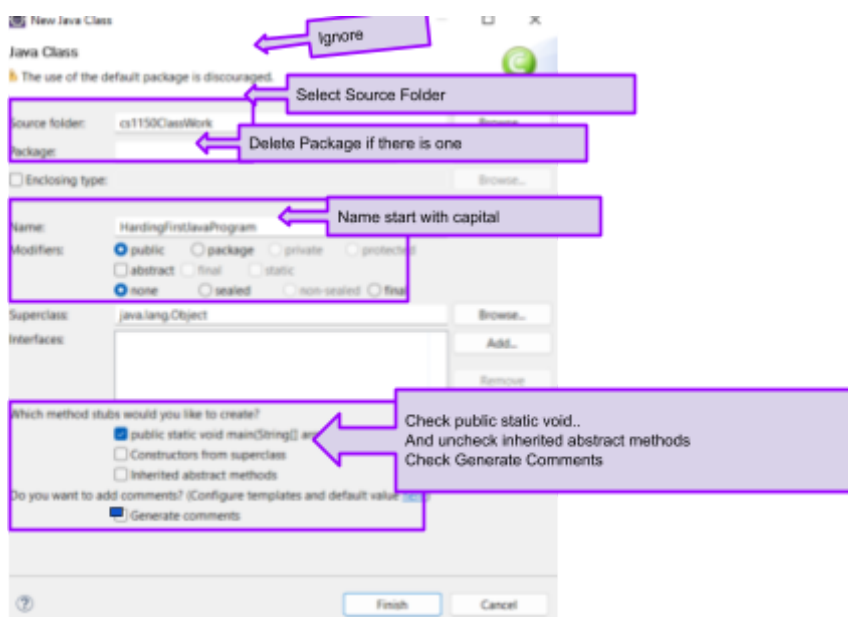 New Java Class
Ignore
Java Class
The use of the default package is discouraged.
Select Source Folder
Source folder: cs1150ClassWork
Delete Package if there is one
Package:
Enclosing type: Browse...
Name start with capital
Name: HardingFirstJavaProgram
Modifiers: public package private protected
abstract final static
none sealed non-sealed final
Superclass: java.lang.Object Browse...
Interfaces: Add...
Remove
Which method stubs would you like to create?
public static void main(String[]
Constructors from superclass
Inherited abstract methods
Check public static void..
And uncheck inherited abstract methods
Check Generate Comments
Do you want to add comments? (Configure templates and default value
Generate comments
Finish Cancel